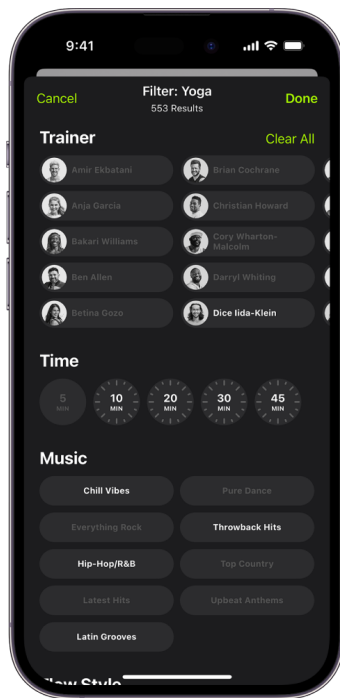 9:41
Cancel
Filter: Yoga
Done
553 Results
Trainer
Clear All
Amir Ekbatani
Brian Cochrane
Anja Garcia
Christian Howard
Bakari Williams
Cory Wharton-
Malcolm
Ben Allen
Darryl Whiting
Betina Gozo
Dice Iida-Klein
Time
5
MIN
10
MIN
20
MIN
30
MIN
45
MIN
Music
Chill Vibes
Pure Dance
Everything Rock
Throwback Hits
Hip-Hop/R&B
Top Country
Latest Hits
Upbeat Anthems
Latin Grooves
Flow Style